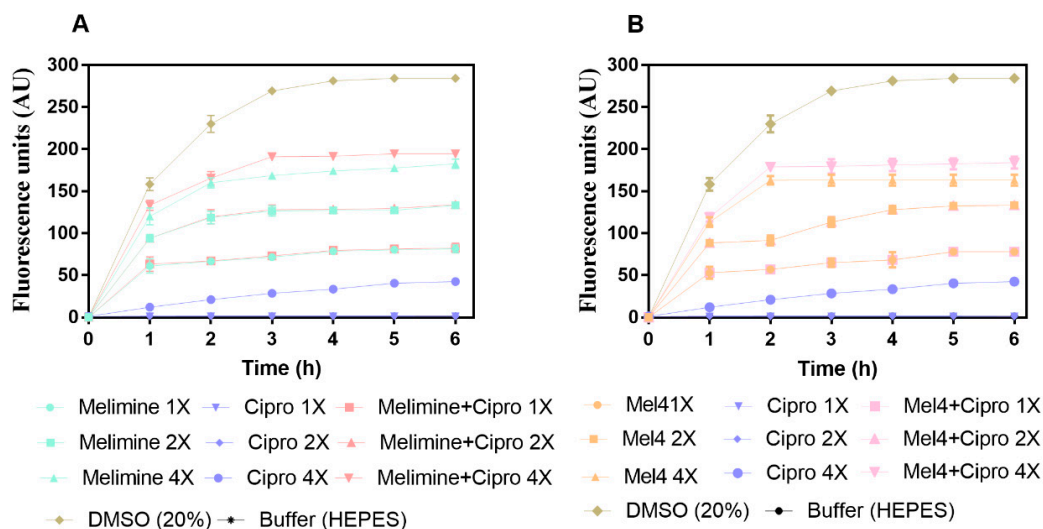 A
B
Fluorescence units (AU)
300
250
200
150
100
50
0
0 1 2 3 4 5 6
Time (h)
Melimine 1X Cipro 1X Melimine+Cipro 1X
Melimine 2X Cipro 2X Melimine+Cipro 2X
Melimine 4X Cipro 4X Melimine+Cipro 4X
DMSO (20%) Buffer (HEPES)
Fluorescence units (AU)
300
250
200
150
100
50
0
0 1 2 3 4 5 6
Time (h)
Mel41X Cipro 1X Mel4+Cipro 1X
Mel4 2X Cipro 2X Mel4+Cipro 2X
Mel4 4X Cipro 4X Mel4+Cipro 4X
DMSO (20%) Buffer (HEPES)